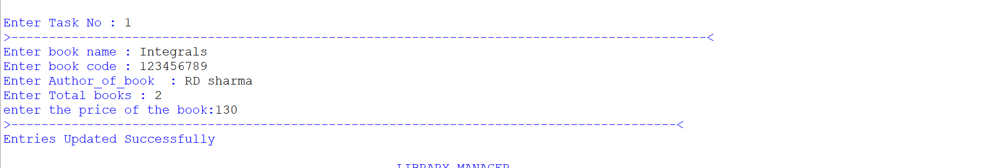 Enter Task No : 1
>--------------------------------------------------------------------------------------------<
Enter book name : Integrals
Enter book code : 123456789
Enter Author_of_book  : RD sharma
Enter Total books : 2
enter the price of the book:130
>----------------------------------------------------------------------------------------<
Entries Updated Successfully
LIBRARY MANAGER